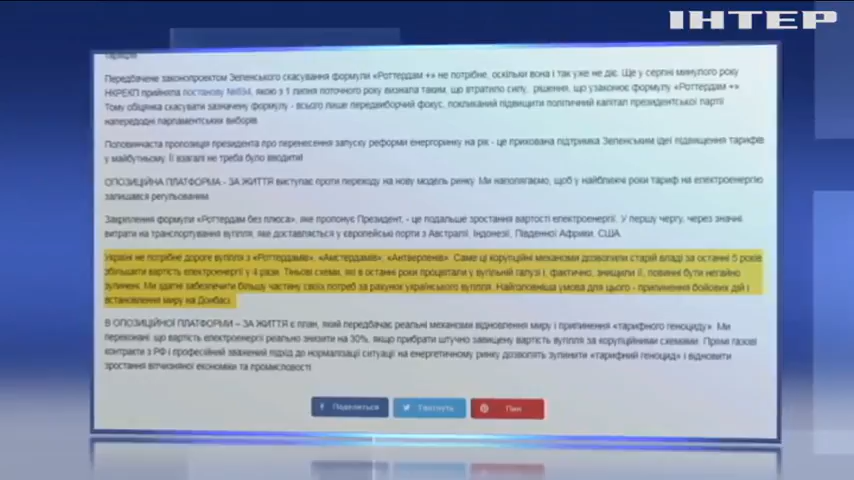 ІНТЕР
тарифів
Передбачене законопроектом Зеленського скасування формули «Роттердам +» не потрібне, оскільки вона і так уже не діє. Ще у серпні минулого року
НКРЕКП прийняла постанову №694, якою з 1 липня поточного року визнала таким, що втратило силу, рішення, що узаконює формулу «Роттердам +».
Тому обіцянка скасувати зазначену формулу - всього лише передвиборчий фокус, покликаний підвищити політичний капітал президентської партії
напередодні парламентських виборів.
Половинчаста пропозиція президента про перенесення запуску реформи енергоринку на рік - це прихована підтримка Зеленським ідеї підвищення тарифів
у майбутньому. Її взагалі не треба було вводити!
ОПОЗИЦІЙНА ПЛАТФОРМА - ЗА ЖИТТЯ виступає проти переходу на нову модель ринку. Ми наполягаємо, щоб у найближчі роки тариф на електроенергію
залишався регульованим.
Закріплення формули «Роттердам без плюса», яке пропонує Президент, - це подальше зростання вартості електроенергії. У першу чергу, через значні
витрати на транспортування вугілля, яке доставляється у європейські порти з Австралії, Індонезії, Південної Африки, США.
Україні не потрібне дороге вугілля з «Роттердамів», «Амстердамів», «Антверпенів». Саме ці корупційні механізми дозволили старій владі за останні 5 років
збільшити вартість електроенергії у 4 рази. Тіньові схеми, які в останні роки процвітали у вугільній галузі і, фактично, знищили її, повинні бути негайно
зупинені. Ми здатні забезпечити більшу частину своїх потреб за рахунок українського вугілля. Найголовніша умова для цього - припинення бойових дій і
встановлення миру на Донбасі.
В ОПОЗИЦІЙНОЇ ПЛАТФОРМИ – ЗА ЖИТТЯ є план, який передбачає реальні механізми відновлення миру і припинення «тарифного геноциду». Ми
переконані, що вартість електроенергії реально знизити на 30%, якщо прибрати штучно завищену вартість вугілля за корупційними схемами. Прямі газові
контракти з РФ і професійний зважений підхід до нормалізації ситуації на енергетичному ринку дозволять зупинити «тарифний геноцид» і відновити
зростання вітчизняної економіки та промисловості.
Поделиться Твитнуть Пин